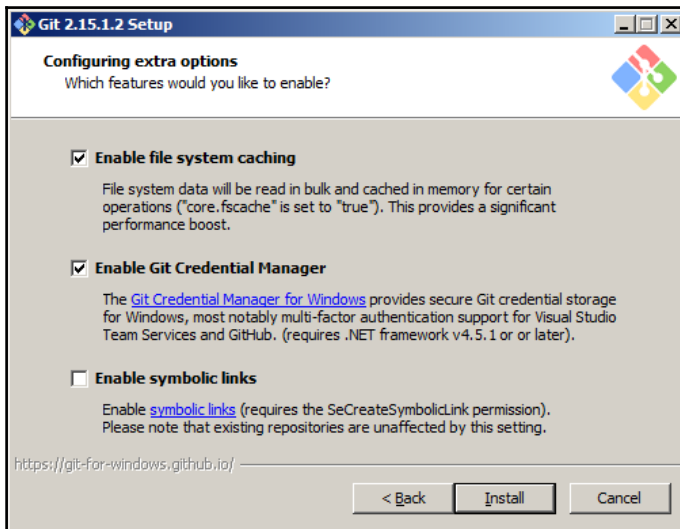 Git 2.15.1.2 Setup
Configuring extra options
Which features would you like to enable?
Enable file system caching
File system data will be read in bulk and cached in memory for certain
operations ("core.fscache" is set to "true"). This provides a significant
performance boost.
Enable Git Credential Manager
The Git Credential Manager for Windows provides secure Git credential storage
for Windows, most notably multi-factor authentication support for Visual Studio
Team Services and GitHub. (requires .NET framework v4.5.1 or or later).
Enable symbolic links
Enable symbolic links (requires the SeCreateSymbolicLink permission).
Please note that existing repositories are unaffected by this setting.
https://git-for-windows.github.io/
< Back Install Cancel